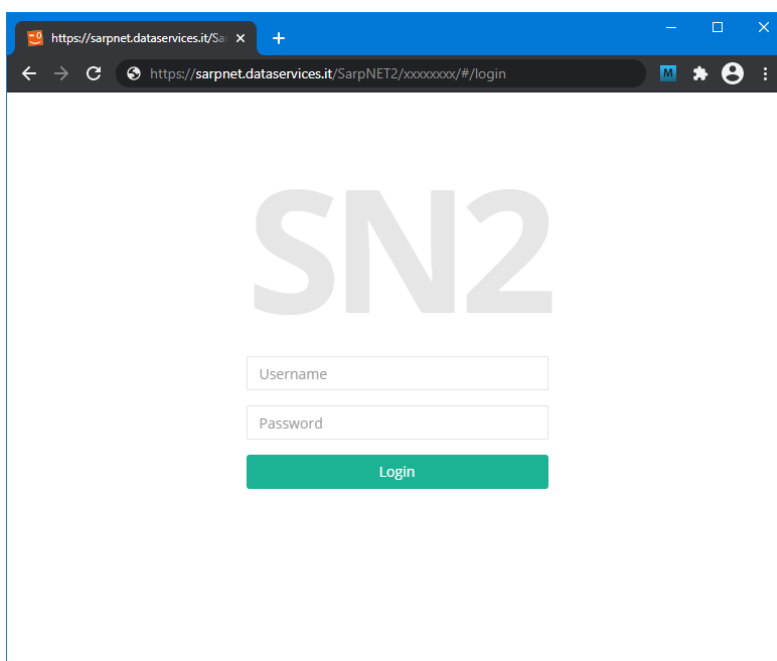 https://sarpnet.dataservices.it/Sa
https://sarpnet.dataservices.it/SarpNET2/xxxxxxxx/#/login
M
SN2
Username
Password
Login